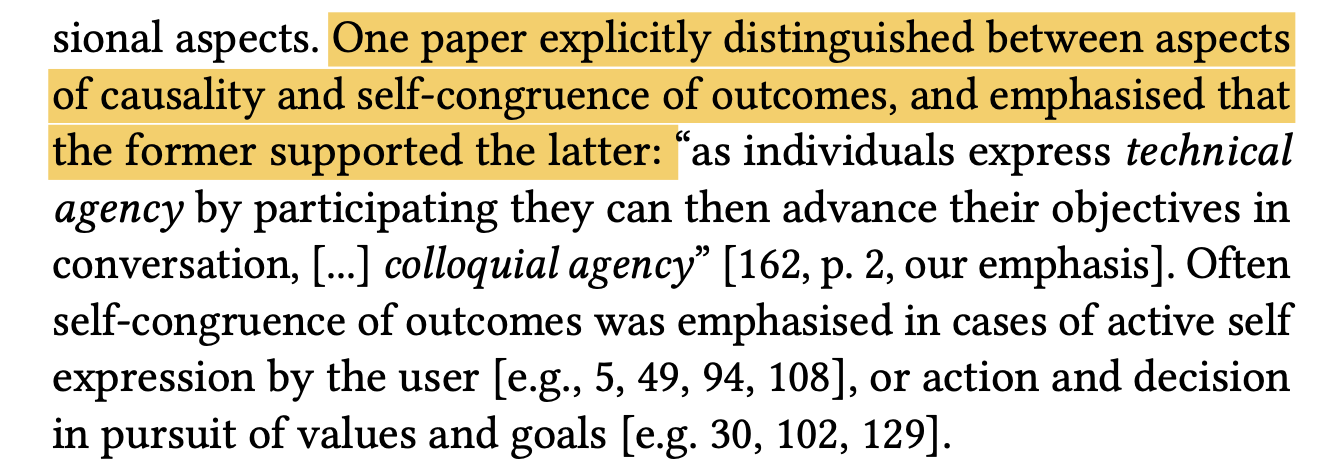 sional aspects. One paper explicitly distinguished between aspects
of causality and self-congruence of outcomes, and emphasised that
the former supported the latter: “as individuals express technical
agency by participating they can then advance their objectives in
conversation, [...] colloquial agency” [162, p. 2, our emphasis]. Often
self-congruence of outcomes was emphasised in cases of active self
expression by the user [e.g., 5, 49, 94, 108], or action and decision
in pursuit of values and goals [e.g. 30, 102, 129].